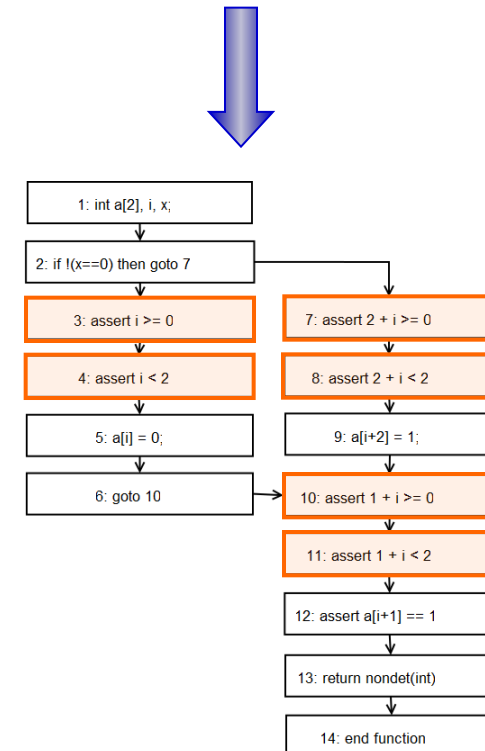 1: int a[2], i, x;
2: if !(x==0) then goto 7
3: assert i >= 0
4: assert i < 2
5: a[i] = 0;
6: goto 10
7: assert 2 + i >= 0
8: assert 2 + i < 2
9: a[i+2] = 1;
10: assert 1 + i >= 0
11: assert 1 + i < 2
12: assert a[i+1] == 1
13: return nondet(int)
14: end function